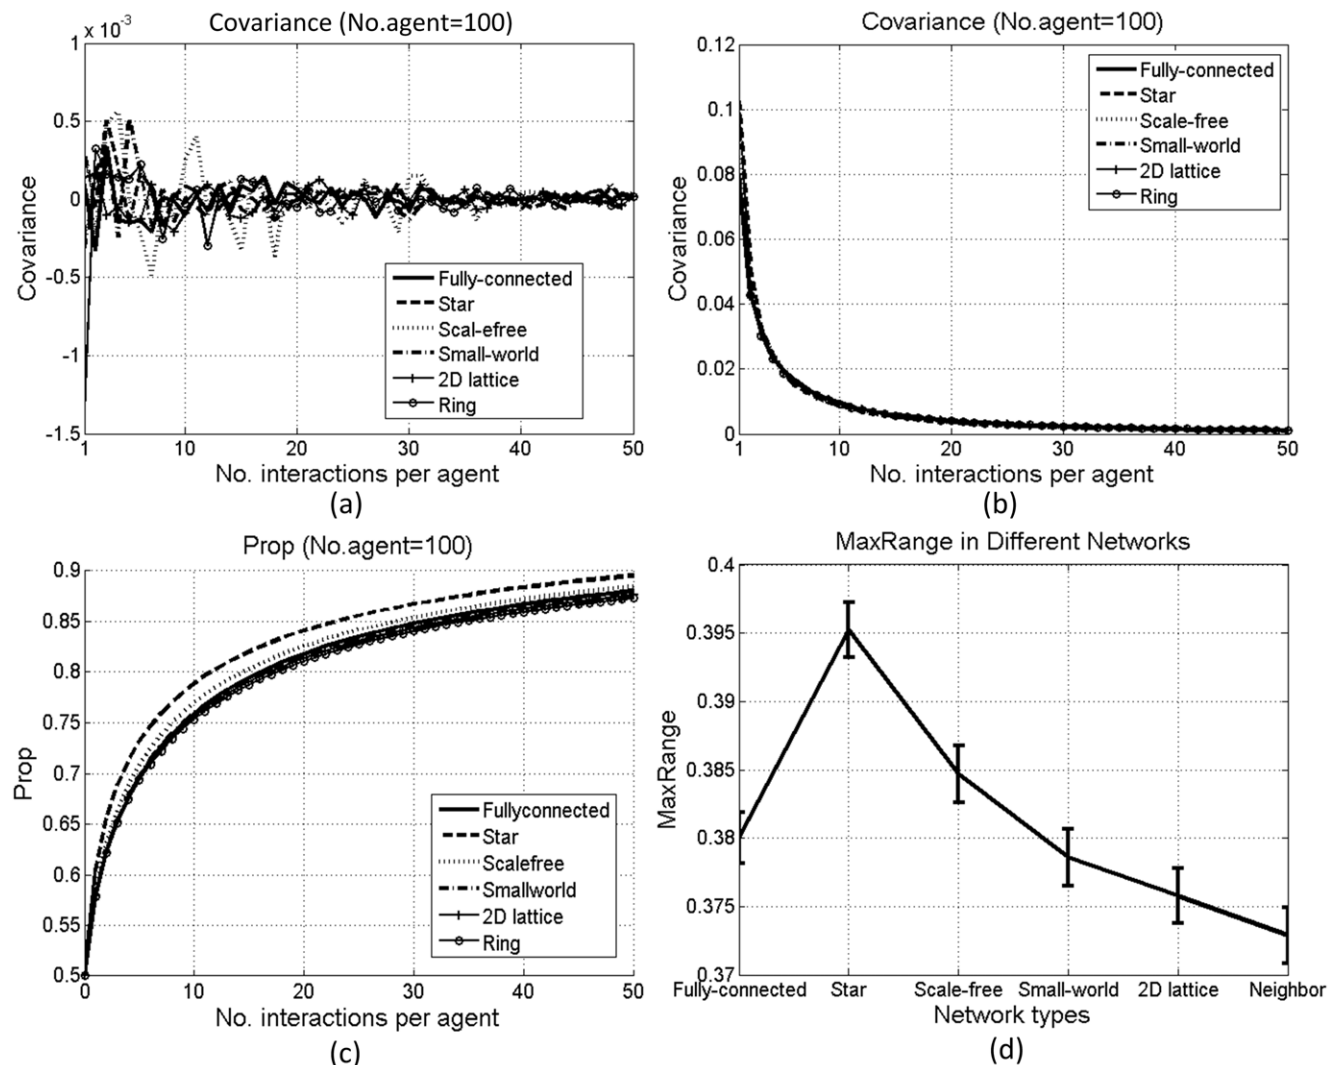 Covariance (No.agent=100)
1 x 10-3
1
0.5
0
-0.5
-1
-1.5
Covariance
Fully-connected
Star
Scal-efree
Small-world
2D lattice
Ring
1 10 20 30 40 50
No. interactions per agent
(a)
Covariance (No.agent=100)
0.12
0.1
0.08
0.06
0.04
0.02
0
Covariance
Fully-connected
Star
Scale-free
Small-world
2D lattice
Ring
1 10 20 30 40 50
No. interactions per agent
(b)
Prop (No.agent=100)
0.9
0.85
0.8
0.75
0.7
0.65
0.6
0.55
0.5
Prop
Fullyconnected
Star
Scalefree
Smallworld
2D lattice
Ring
0 10 20 30 40 50
No. interactions per agent
(c)
MaxRange in Different Networks
0.4
0.395
0.39
0.385
0.38
0.375
0.37
MaxRange
Fully-connected Star Scale-free Small-world 2D lattice Neighbor
Network types
(d)